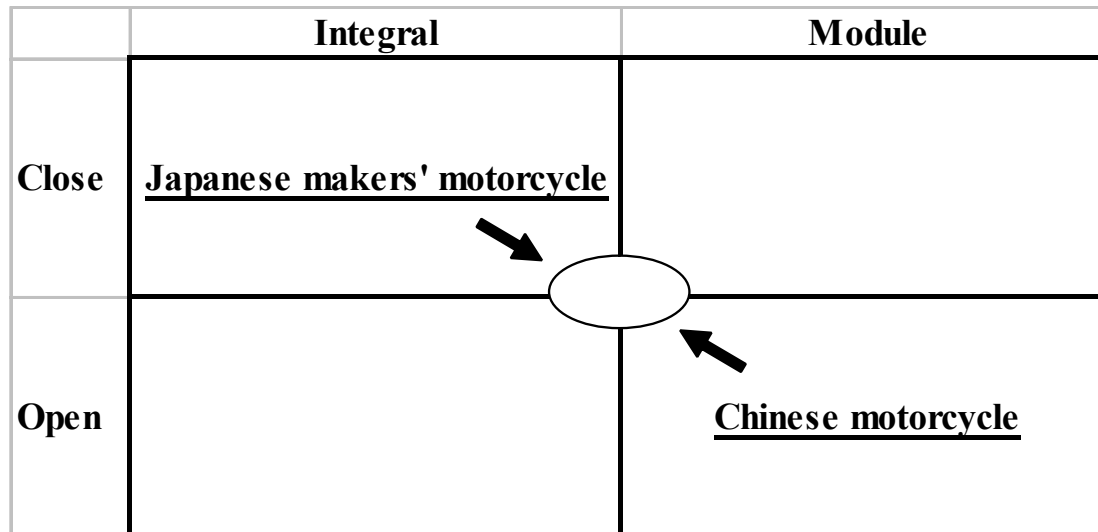 Integral Module
Close Japanese makers' motorcycle
Open Chinese motorcycle